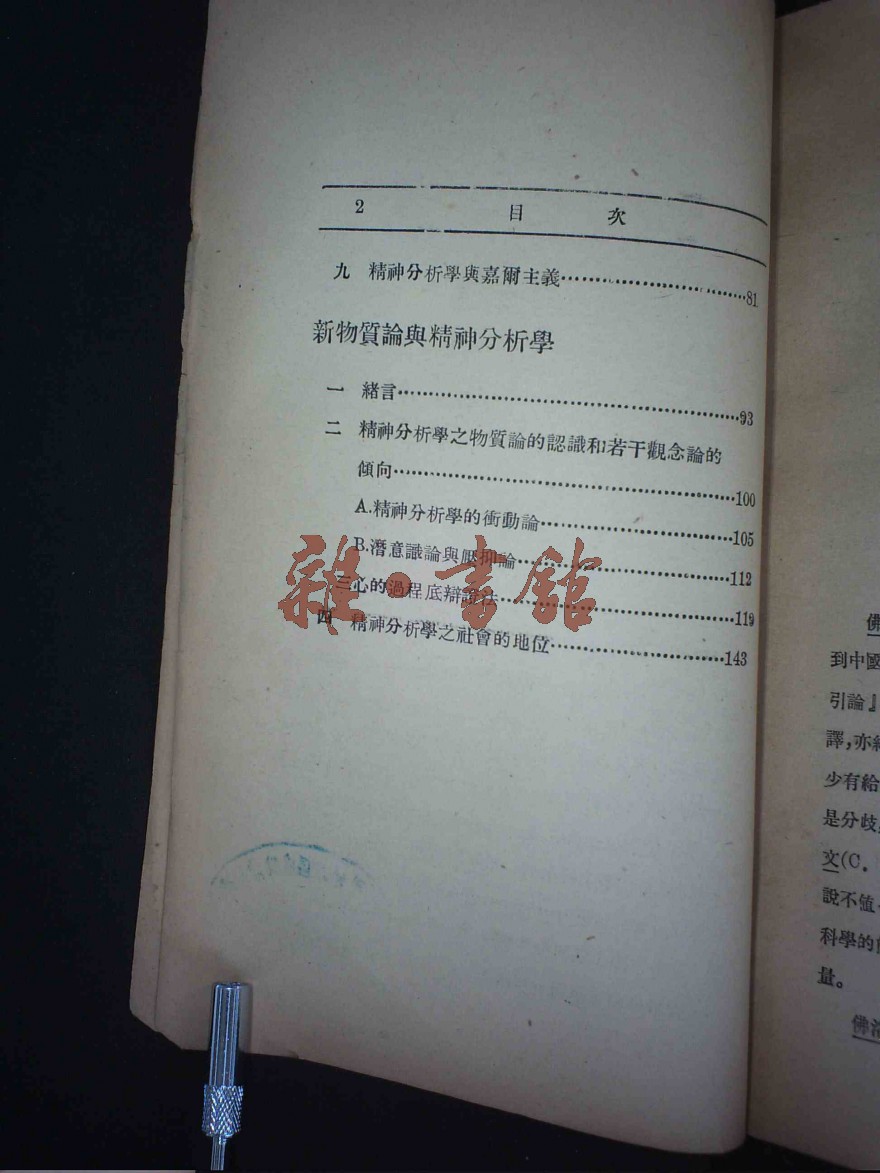 2 目次
九 精神分析學與嘉爾主義……81
新物質論與精神分析學
一 緒言……93
二 精神分析學之物質論的認識和若干觀念論的
傾向……100
A.精神分析學的衝動論……105
B.潛意識論與壓抑論……112
三心的過程底辯證法……119
四 精神分析學之社會的地位……143
雜·書館
佛
到中國
引論』
譯,亦
少有給
是分歧
文(C.
說不值
科學的
量。
佛